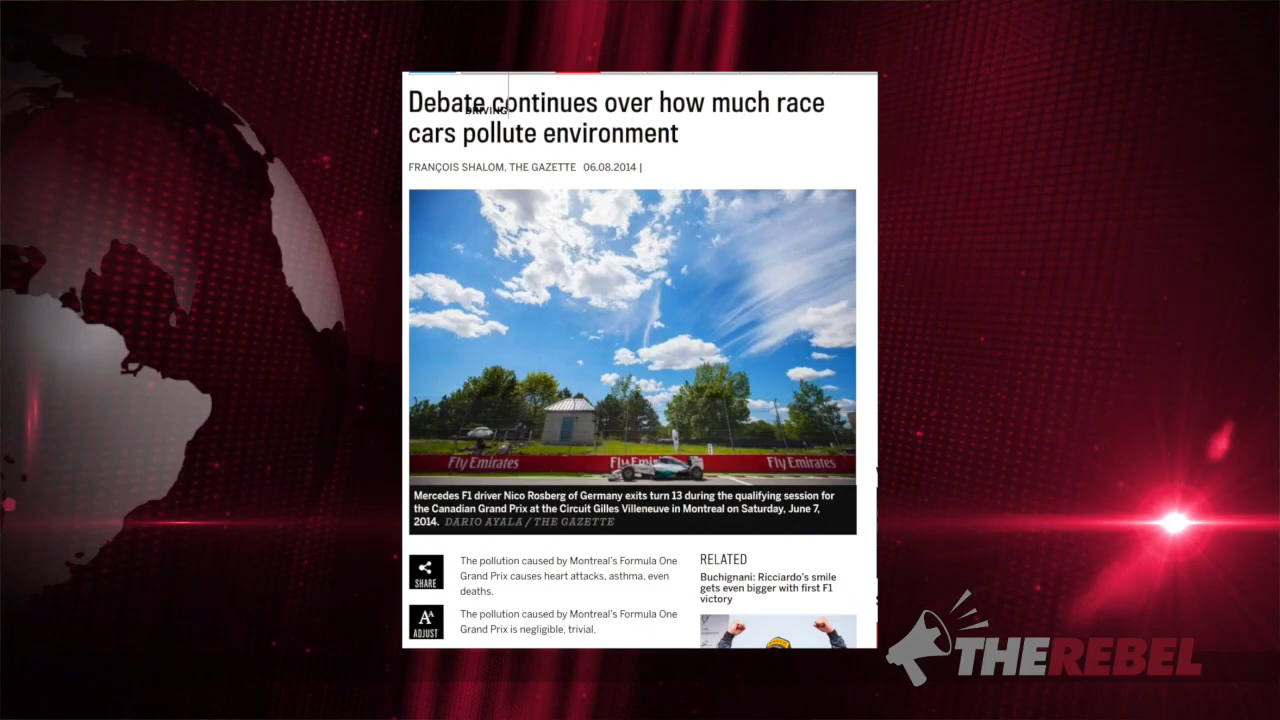 Debate continues over how much race
DRIVING
cars pollute environment
FRANÇOIS SHALOM, THE GAZETTE 06.08.2014 |
Fly Emirates
Fly Emirates
Mercedes F1 driver Nico Rosberg of Germany exits turn 13 during the qualifying session for
the Canadian Grand Prix at the Circuit Gilles Villeneuve in Montreal on Saturday, June 7,
2014. DARIO AYALA / THE GAZETTE
SHARE
The pollution caused by Montreal's Formula One
Grand Prix causes heart attacks, asthma, even
deaths.
AA
ADJUST
The pollution caused by Montreal's Formula One
Grand Prix is negligible, trivial.
RELATED
Buchignani: Ricciardo's smile
gets even bigger with first F1
victory
THEREBEL